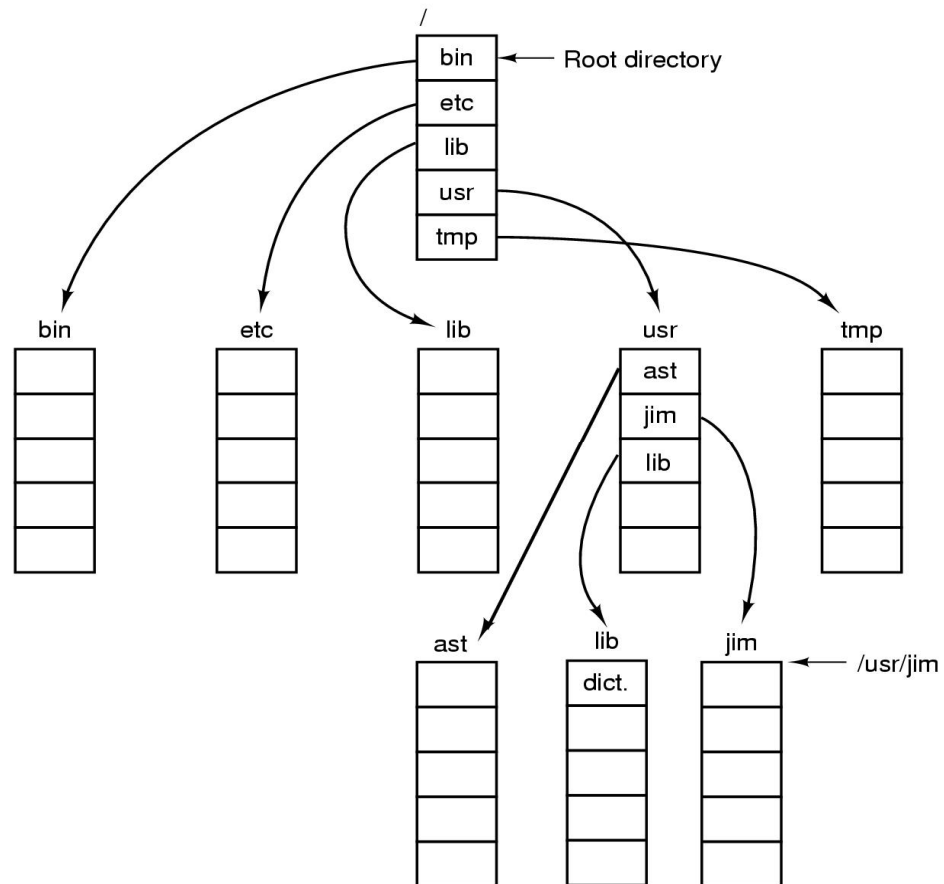 /
bin
Root directory
etc
lib
usr
tmp
bin
etc
lib
usr
tmp
ast
jim
lib
ast
lib
jim
/usr/jim
dict.